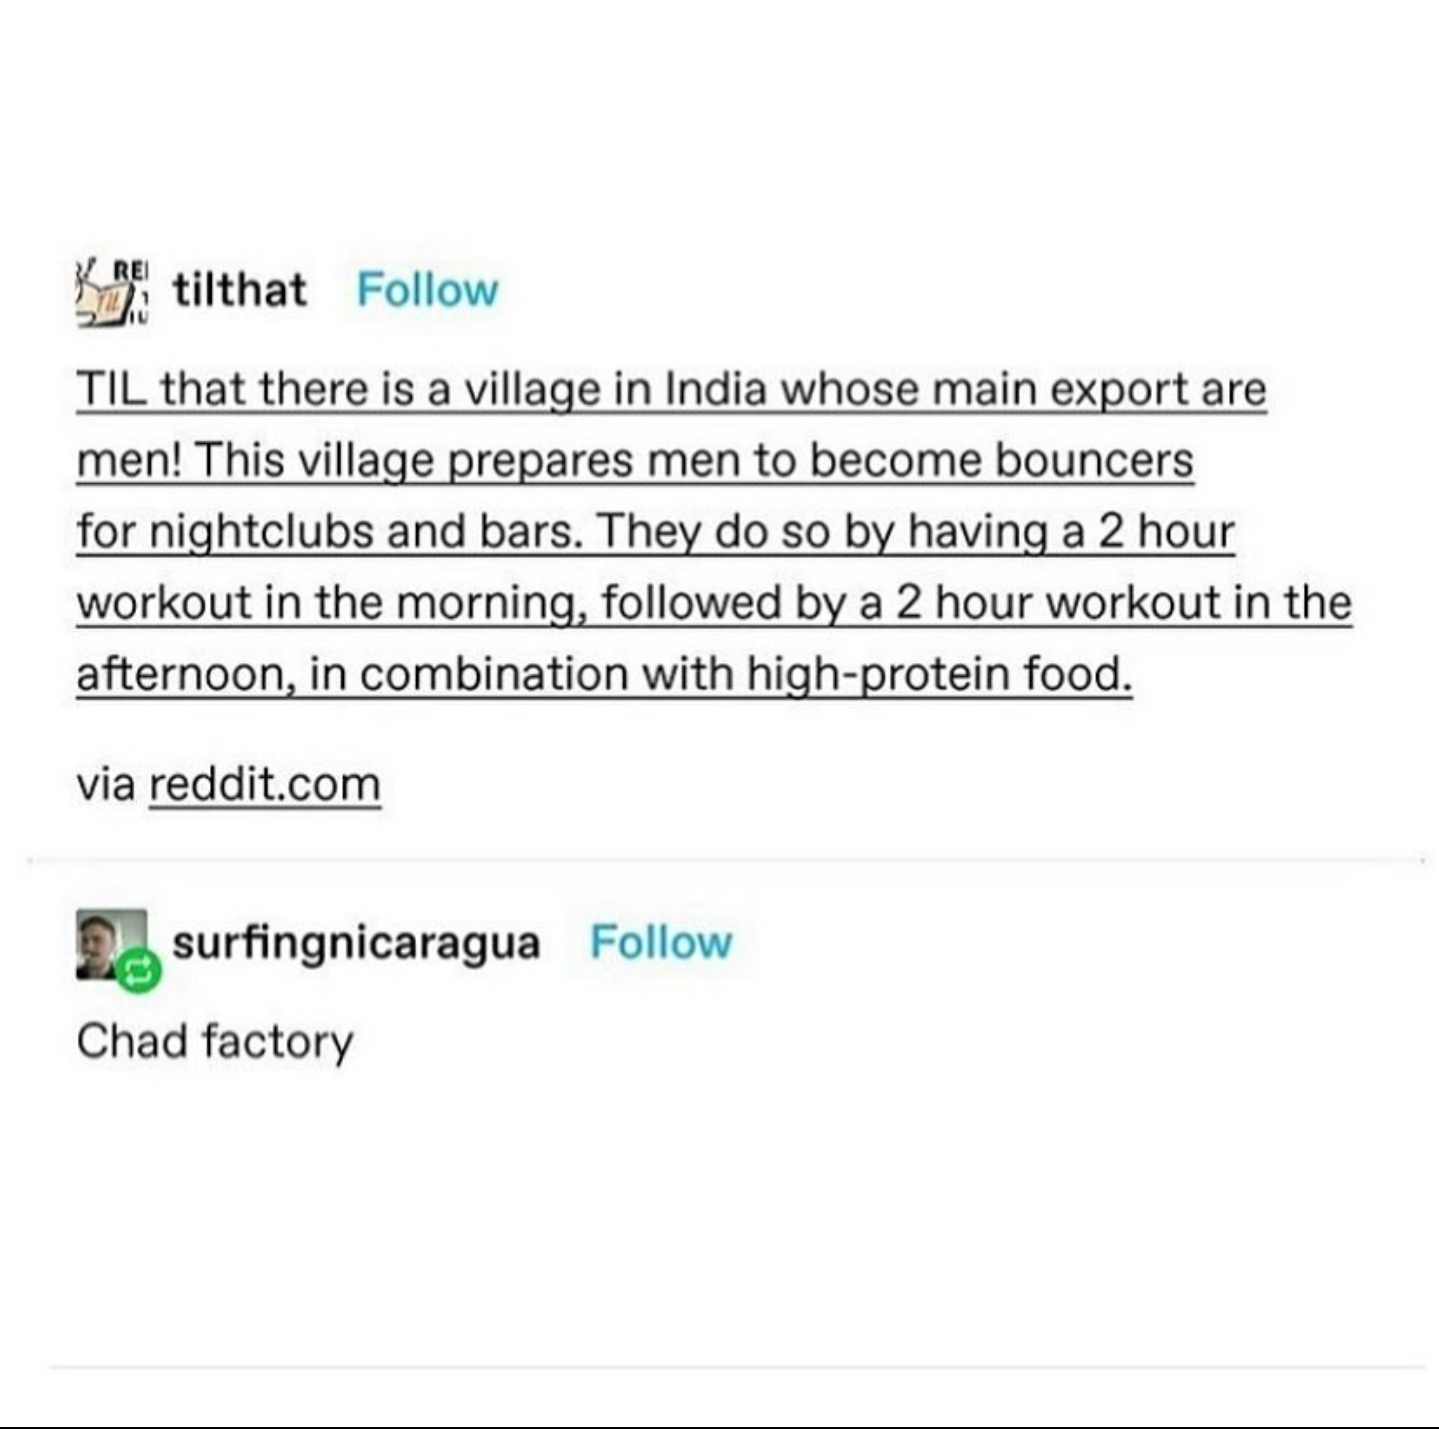 tilthat Follow
TIL that there is a village in India whose main export are
men! This village prepares men to become bouncers
for nightclubs and bars. They do so by having a 2 hour
workout in the morning, followed by a 2 hour workout in the
afternoon, in combination with high-protein food.
via reddit.com
surfingnicaragua Follow
Chad factory